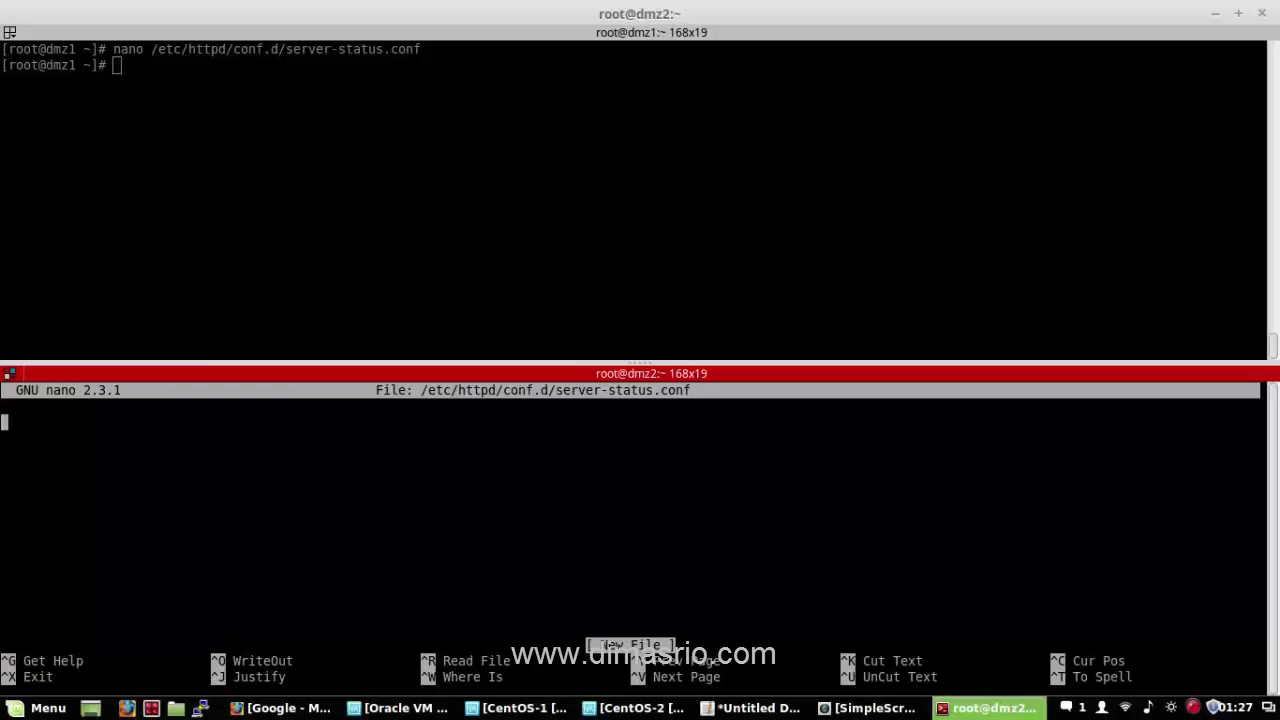 root@dmz2:~
root@dmz1:~ 168x19
[root@dmz1 ~]# nano /etc/httpd/conf.d/server-status.conf
[root@dmz1 ~]#
root@dmz2:~ 168x19
GNU nano 2.3.1 File: /etc/httpd/conf.d/server-status.conf
[ New File ]
www.dimasrio.com
^G Get Help ^O WriteOut ^R Read File ^Y Prev Page ^K Cut Text ^C Cur Pos
^X Exit ^J Justify ^W Where Is ^V Next Page ^U UnCut Text ^T To Spell
Menu [Google - M... [Oracle VM ... [CentOS-1 [... [CentOS-2 [... *Untitled D... [SimpleScr... root@dmz2... 1 01:27